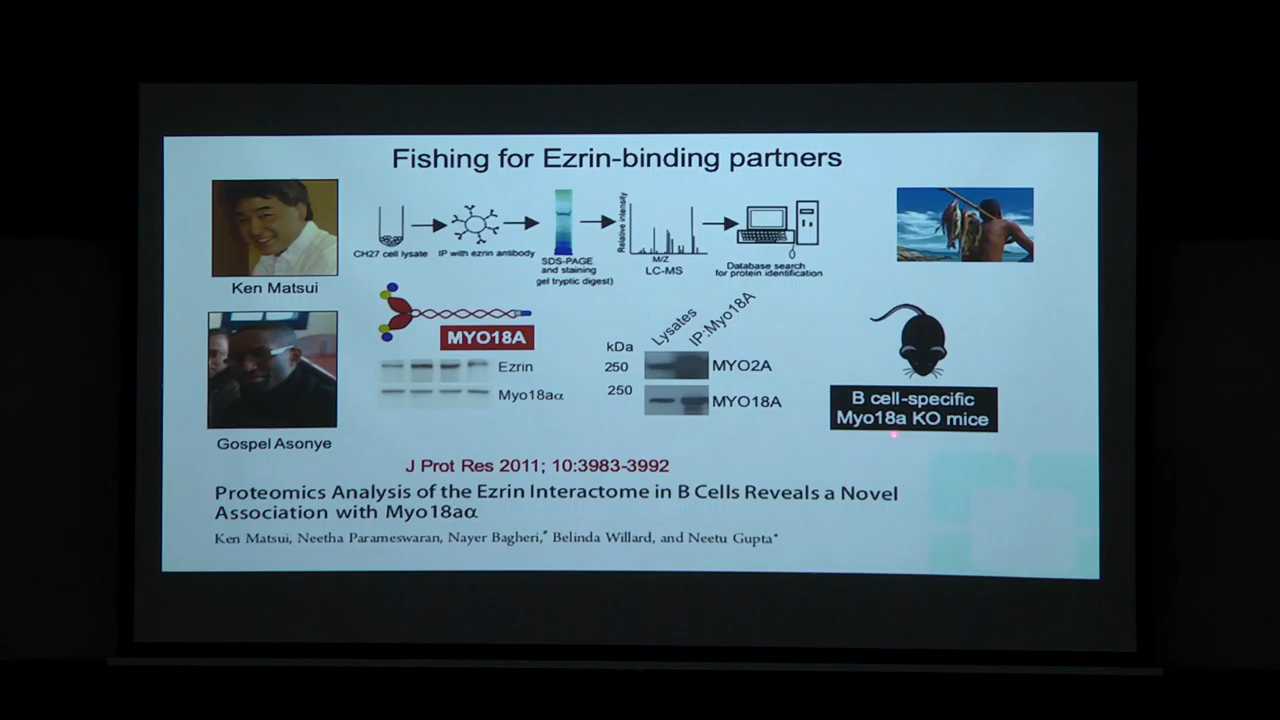 Fishing for Ezrin-binding partners
Ken Matsui
CH27 cell lysate
IP with ezrin antibody
SDS-PAGE
and staining
gel tryptic digest)
Relative intensity
M/Z
LC-MS
Database search
for protein identification
Gospel Asonye
MYO18A
Ezrin
Myo18aα
Lysates
IP:Myo18A
kDa
250
MYO2A
250
MYO18A
B cell-specific
Myo18a KO mice
J Prot Res 2011; 10:3983-3992
Proteomics Analysis of the Ezrin Interactome in B Cells Reveals a Novel
Association with Myo18aα
Ken Matsui, Neetha Parameswaran, Nayer Bagheri,# Belinda Willard, and Neetu Gupta*